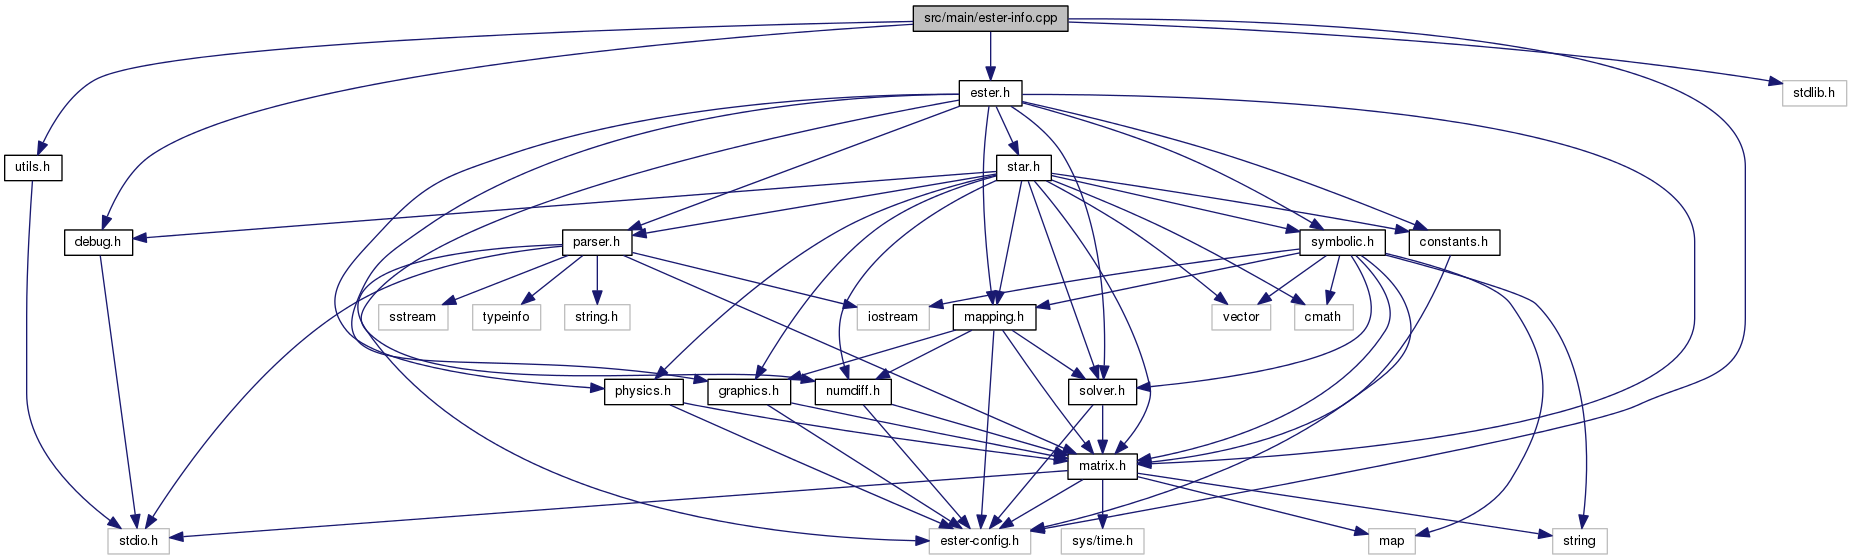 src/main/ester-info.cpp
ester.h
stdlib.h
utils.h
star.h
debug.h
parser.h
symbolic.h
constants.h
sstream
typeinfo
string.h
iostream
mapping.h
vector
cmath
physics.h
graphics.h
numdiff.h
solver.h
matrix.h
stdio.h
ester-config.h
sys/time.h
map
string